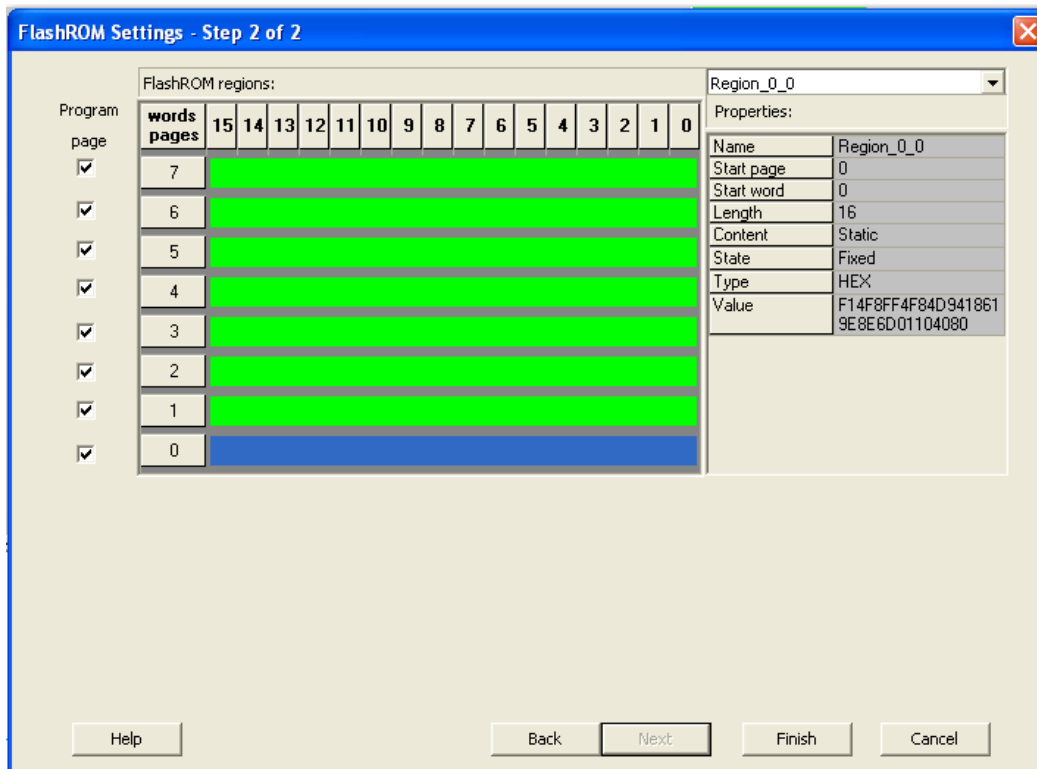 FlashROM Settings - Step 2 of 2
FlashROM regions:
Region_0_0
Program
page
words
pages
15 14 13 12 11 10 9 8 7 6 5 4 3 2 1 0
Properties:
7
6
5
4
3
2
1
0
Name Region_0_0
Start page 0
Start word 0
Length 16
Content Static
State Fixed
Type HEX
Value F14F8FF4F84D941861
9E8E6D01104080
Help
Back
Next
Finish
Cancel